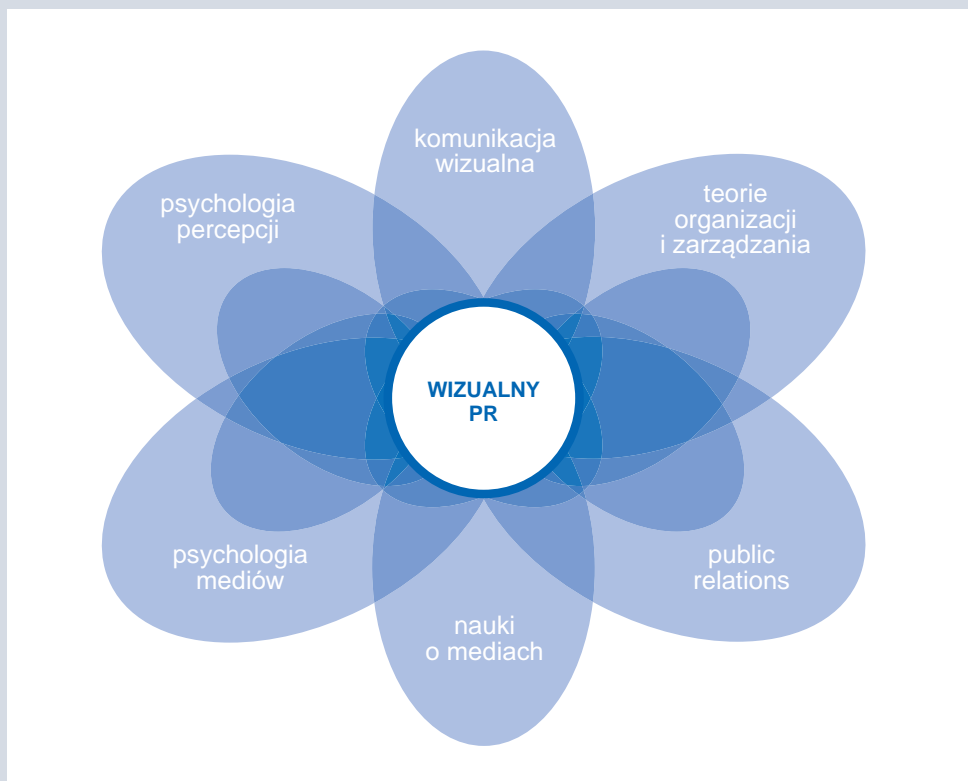 komunikacja
wizualna
psychologia
percepcji
teorie
organizacji
i zarządzania
WIZUALNY
PR
psychologia
mediów
public
relations
nauki
o mediach